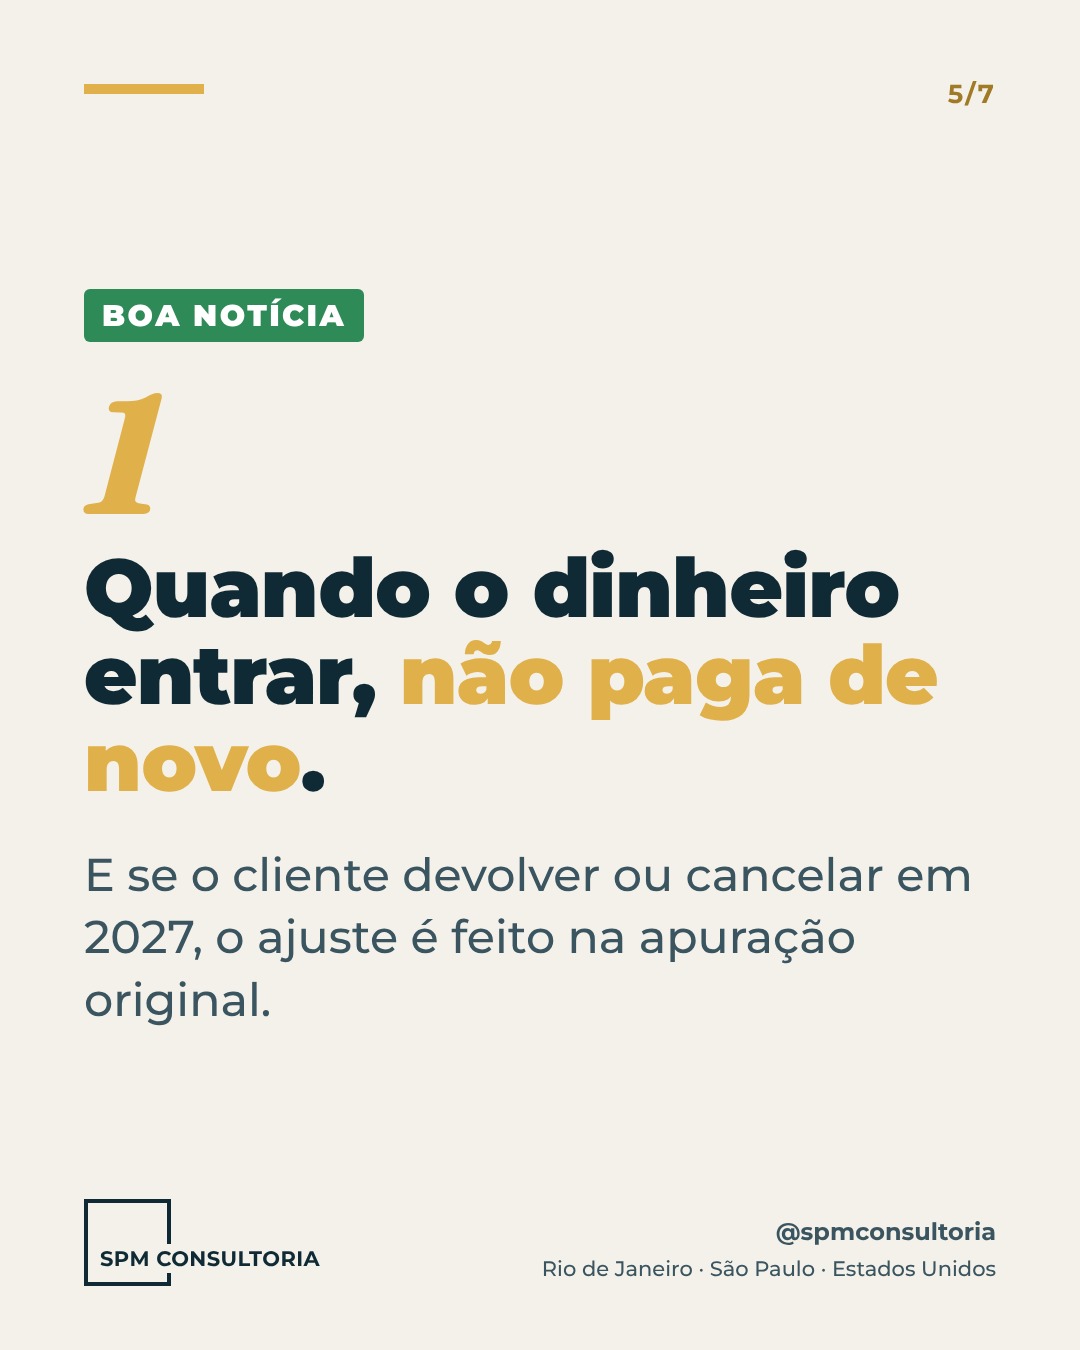 5/7
BOA NOTÍCIA
1
Quando o dinheiro
entrar, não paga de
novo.
E se o cliente devolver ou cancelar em
2027, o ajuste é feito na apuração
original.
SPM CONSULTORIA
@spmconsultoria
Rio de Janeiro · São Paulo · Estados Unidos